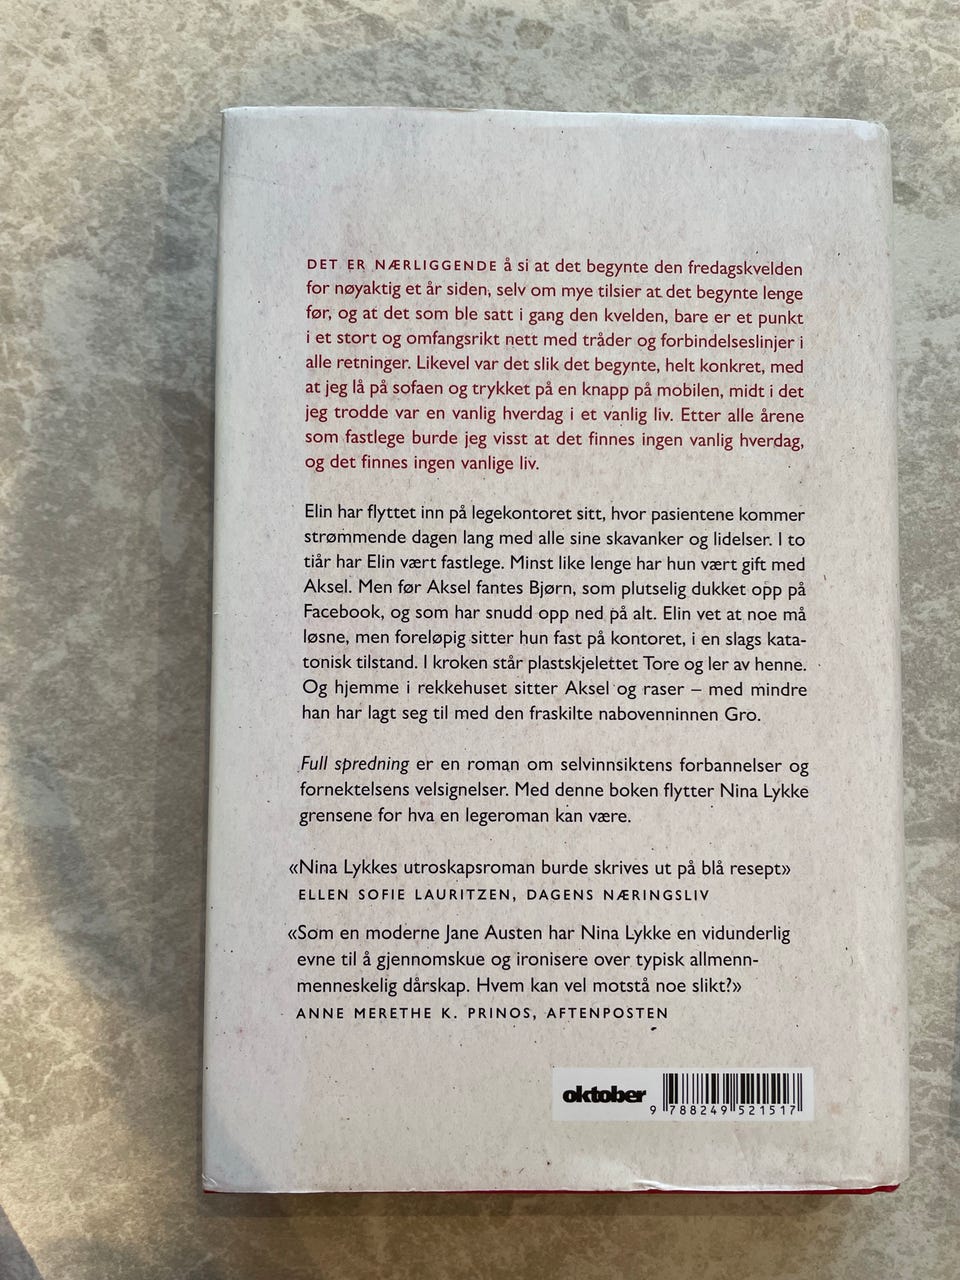 DET ER NÆRLIGGENDE å si at det begynte den fredagskvelden
for nøyaktig et år siden, selv om mye tilsier at det begynte lenge
før, og at det som ble satt i gang den kvelden, bare er et punkt
i et stort og omfangsrikt nett med tråder og forbindelseslinjer i
alle retninger. Likevel var det slik det begynte, helt konkret, med
at jeg lå på sofaen og trykket på en knapp på mobilen, midt i det
jeg trodde var en vanlig hverdag i et vanlig liv. Etter alle årene
som fastlege burde jeg visst at det finnes ingen vanlig hverdag,
og det finnes ingen vanlige liv.
Elin har flyttet inn på legekontoret sitt, hvor pasientene kommer
strømmende dagen lang med alle sine skavanker og lidelser. I to
tiår har Elin vært fastlege. Minst like lenge har hun vært gift med
Aksel. Men før Aksel fantes Bjørn, som plutselig dukket opp på
Facebook, og som har snudd opp ned på alt. Elin vet at noe må
løsne, men foreløpig sitter hun fast på kontoret, i en slags kata-
tonisk tilstand. I kroken står plastskjelettet Tore og ler av henne.
Og hjemme i rekkehuset sitter Aksel og raser – med mindre
han har lagt seg til med den fraskilte nabovenninnen Gro.
Full spredning er en roman om selvinnsiktens forbannelser og
fornektelsens velsignelser. Med denne boken flytter Nina Lykke
grensene for hva en legeroman kan være.
«Nina Lykkes utroskapsroman burde skrives ut på blå resept»
ELLEN SOFIE LAURITZEN, DAGENS NÆRINGSLIV
«Som en moderne Jane Austen har Nina Lykke en vidunderlig
evne til å gjennomskue og ironisere over typisk allmenn-
menneskelig dårskap. Hvem kan vel motstå noe slikt?»
ANNE MERETHE K. PRINOS, AFTENPOSTEN
oktober
9 788249 521517